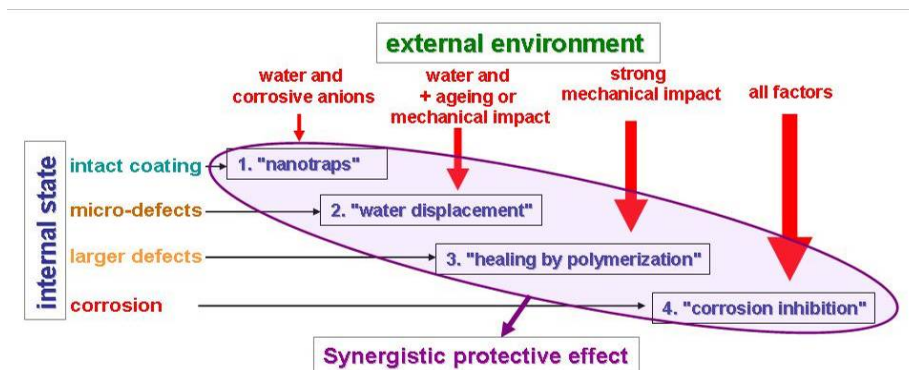 external environment
water and
corrosive anions
water and
+ ageing or
mechanical impact
strong
mechanical impact
all factors
internal state
intact coating
1. "nanotraps"
micro-defects
2. "water displacement"
larger defects
3. "healing by polymerization"
corrosion
4. "corrosion inhibition"
Synergistic protective effect